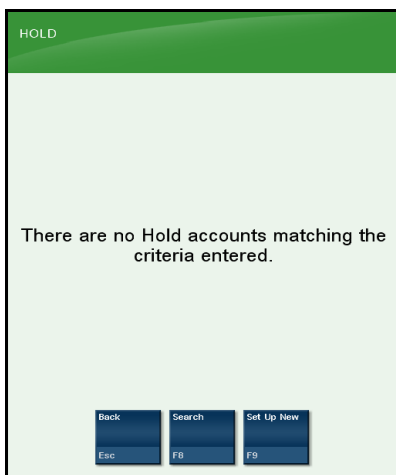 HOLD
There are no Hold accounts matching the
criteria entered.
Back Search Set Up New
Esc F8 F9